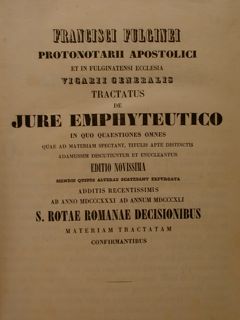 FRANCISCI FULGINEI
PROTONOTARII APOSTOLICI
ET IN FULGINATENSI ECCLESIA
VICARII GENERALIS
TRACTATUS
DE
JURE EMPHYTEUTICO
IN QUO QUAESTIONES OMNES
QUAE AD MATERIAM SPECTANT, TITULIS APTE DISTINCTIS
ADAMUSSIM DISCUTIUNTUR ET ENUCLEANTUR
EDITIO NOVISSIMA
MENDIS QUIBUS ALTERAE SCATEBANT EXPURGATA
ADDITIS RECENTISSIMIS
AB ANNO MDCCCXXXI AD ANNUM MDCCCXLI
S. ROTAE ROMANAE DECISIONIBUS
MATERIAM TRACTATAM
CONFIRMANTIBUS